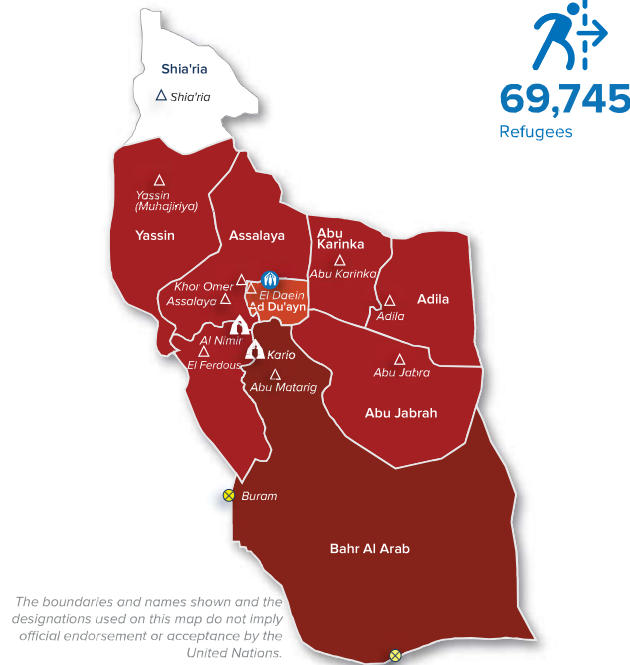 69,745
Refugees
Shia'ria
Shia'ria
Yassin
(Muhajiriya)
Yassin
Assalaya
Abu
Karinka
Abu Karinka
Khor Omer
Assalaya
El Daein
Ad Du'ayn
Adila
Adila
Al Nimir
El Ferdous
Kario
Abu Matarig
Abu Jabra
Abu Jabrah
Buram
Bahr Al Arab
The boundaries and names shown and the
designations used on this map do not imply
official endorsement or acceptance by the
United Nations.